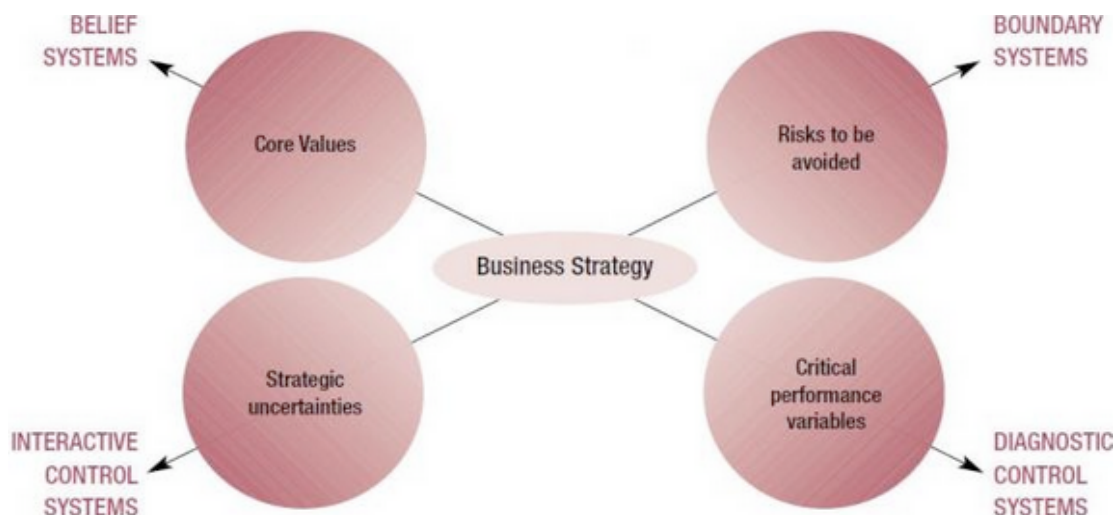 BELIEF
SYSTEMS
BOUNDARY
SYSTEMS
Core Values
Risks to be
avoided
Business Strategy
Strategic
uncertainties
Critical
performance
variables
INTERACTIVE
CONTROL
SYSTEMS
DIAGNOSTIC
CONTROL
SYSTEMS